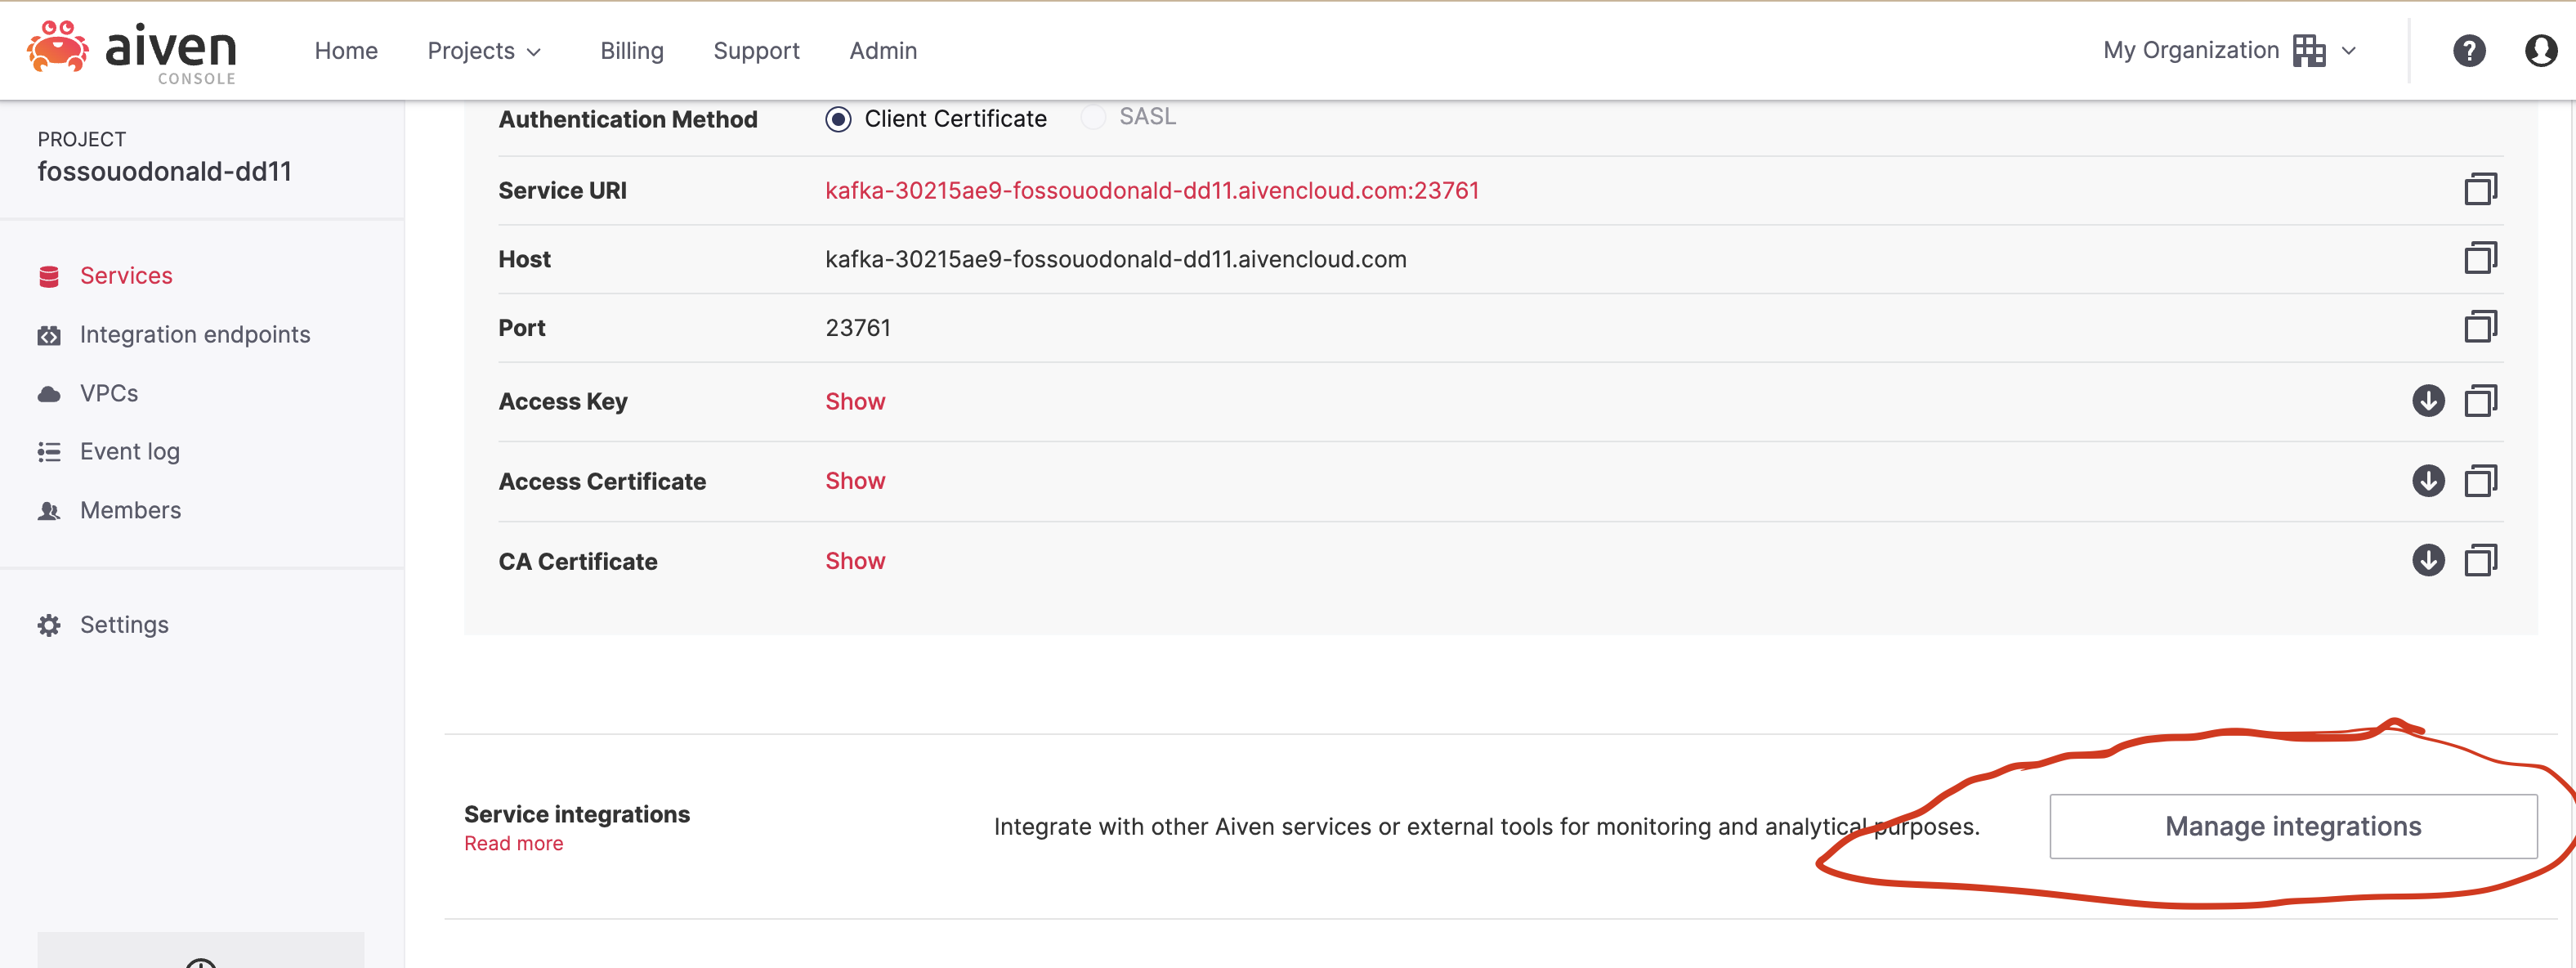 aiven
CONSOLE
Home Projects Billing Support Admin
My Organization
?
PROJECT
fossouodonald-dd11
Services
Integration endpoints
VPCs
Event log
Members
Settings
Authentication Method Client Certificate SASL
Service URI kafka-30215ae9-fossouodonald-dd11.aivencloud.com:23761
Host kafka-30215ae9-fossouodonald-dd11.aivencloud.com
Port 23761
Access Key Show
Access Certificate Show
CA Certificate Show
Service integrations
Read more
Integrate with other Aiven services or external tools for monitoring and analytical purposes.
Manage integrations